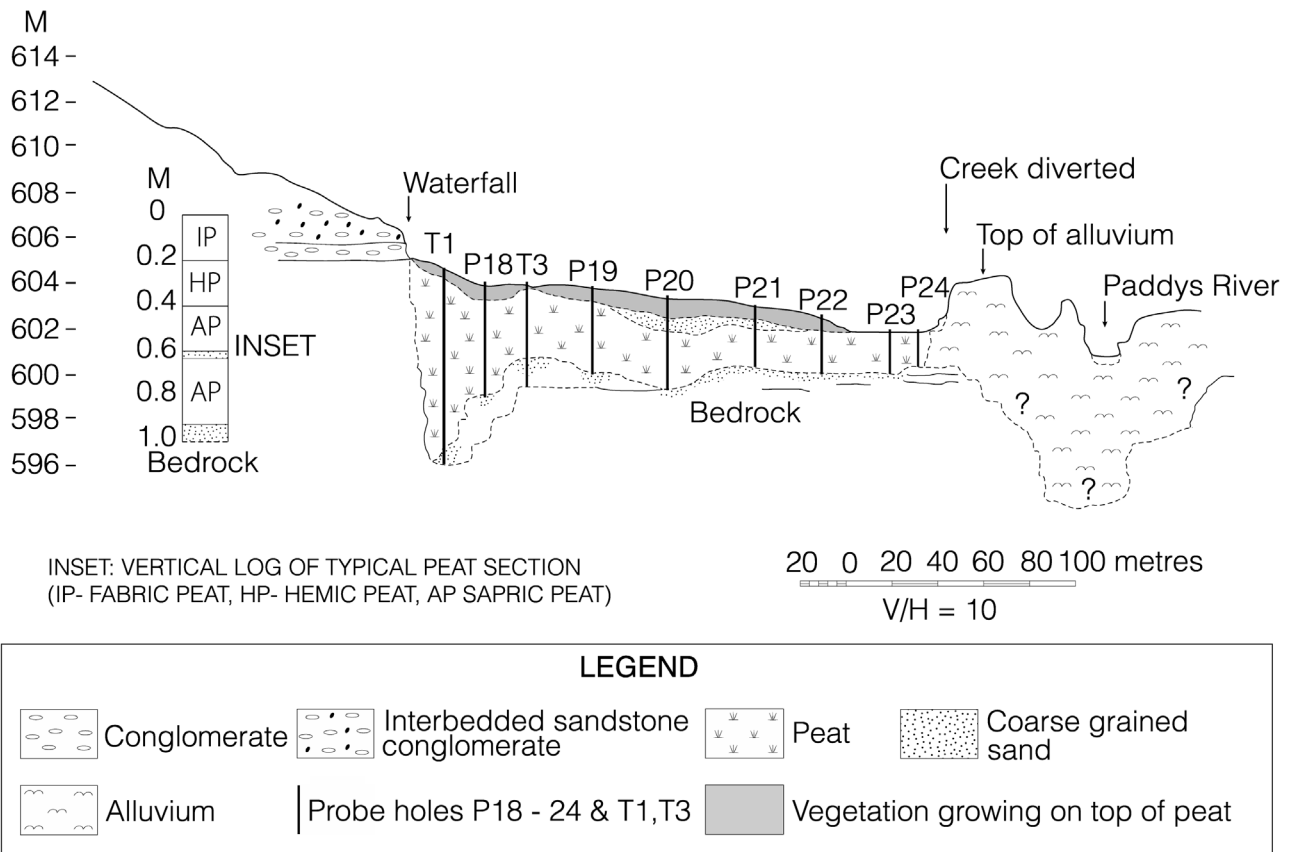 M
614
612
610
608
606
604
602
600
598
596
M
0
0.2
0.4
0.6
0.8
1.0
IP
HP
AP
AP
INSET
Bedrock
Waterfall
T1
P18
T3
P19
P20
P21
P22
P23
P24
Creek diverted
Top of alluvium
Paddys River
Bedrock
?
?
?
INSET: VERTICAL LOG OF TYPICAL PEAT SECTION
(IP- FABRIC PEAT, HP- HEMIC PEAT, AP SAPRIC PEAT)
20 0 20 40 60 80 100 metres
V/H = 10
LEGEND
Conglomerate
Interbedded sandstone
conglomerate
Peat
Coarse grained
sand
Alluvium
Probe holes P18 - 24 & T1,T3
Vegetation growing on top of peat